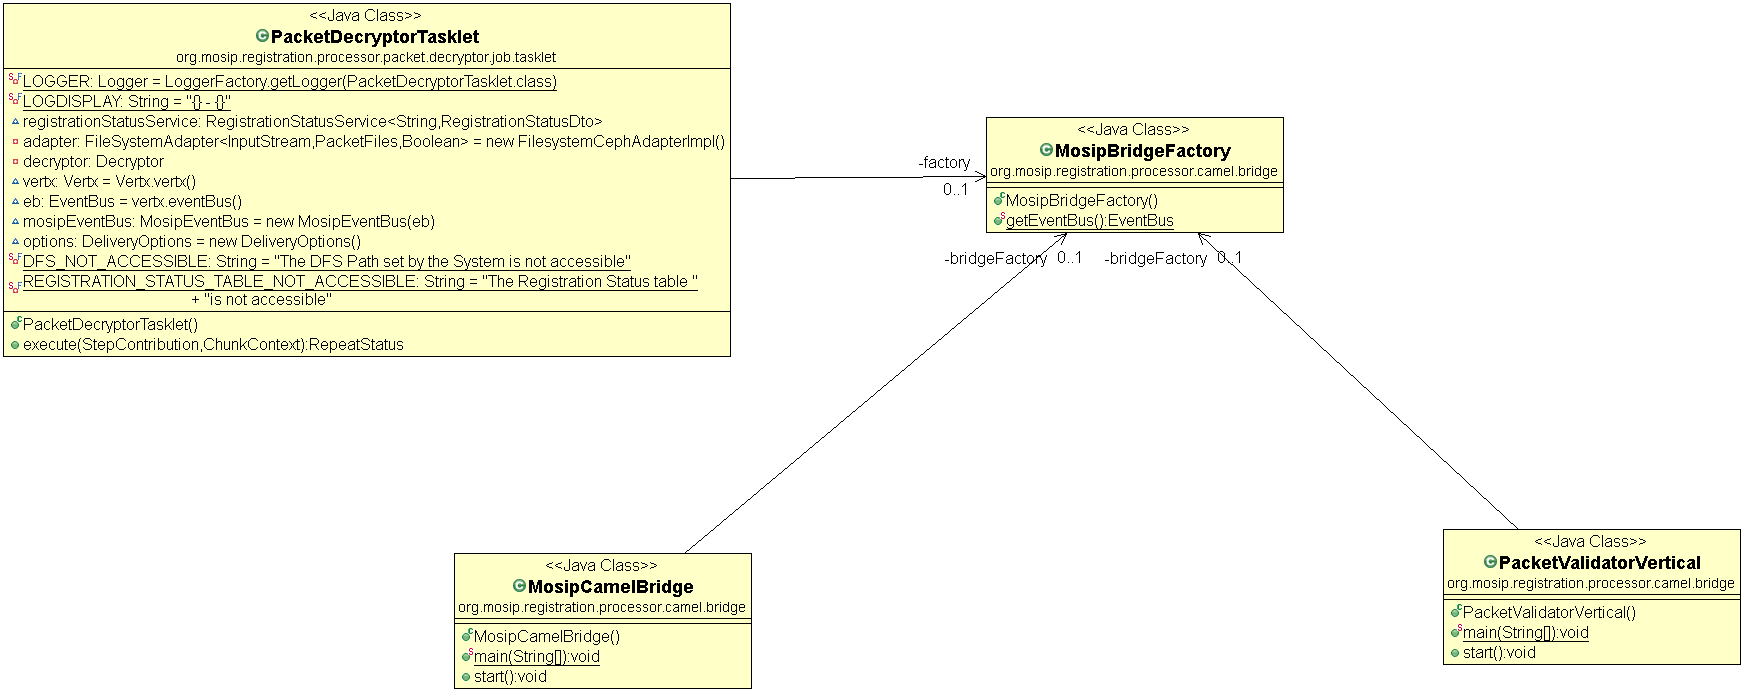 <<Java Class>>
PacketDecryptorTasklet
org.mosip.registration.processor.packet.decryptor.job.tasklet
LOGGER: Logger = LoggerFactory.getLogger(PacketDecryptorTasklet.class)
LOGDISPLAY: String = "{} - {}"
registrationStatusService: RegistrationStatusService<String,RegistrationStatusDto>
adapter: FileSystemAdapter<InputStream,PacketFiles,Boolean> = new FilesystemCephAdapterImpl()
decryptor: Decryptor
vertx: Vertx = Vertx.vertx()
eb: EventBus = vertx.eventBus()
mosipEventBus: MosipEventBus = new MosipEventBus(eb)
options: DeliveryOptions = new DeliveryOptions()
DFS_NOT_ACCESSIBLE: String = "The DFS Path set by the System is not accessible"
REGISTRATION_STATUS_TABLE_NOT_ACCESSIBLE: String = "The Registration Status table "
+ "is not accessible"
PacketDecryptorTasklet()
execute(StepContribution,ChunkContext):RepeatStatus
-factory
0..1
<<Java Class>>
MosipBridgeFactory
org.mosip.registration.processor.camel.bridge
MosipBridgeFactory()
getEventBus():EventBus
-bridgeFactory 0..1
-bridgeFactory 0..1
<<Java Class>>
MosipCamelBridge
org.mosip.registration.processor.camel.bridge
MosipCamelBridge()
main(String[]):void
start():void
<<Java Class>>
PacketValidatorVertical
org.mosip.registration.processor.camel.bridge
PacketValidatorVertical()
main(String[]):void
start():void